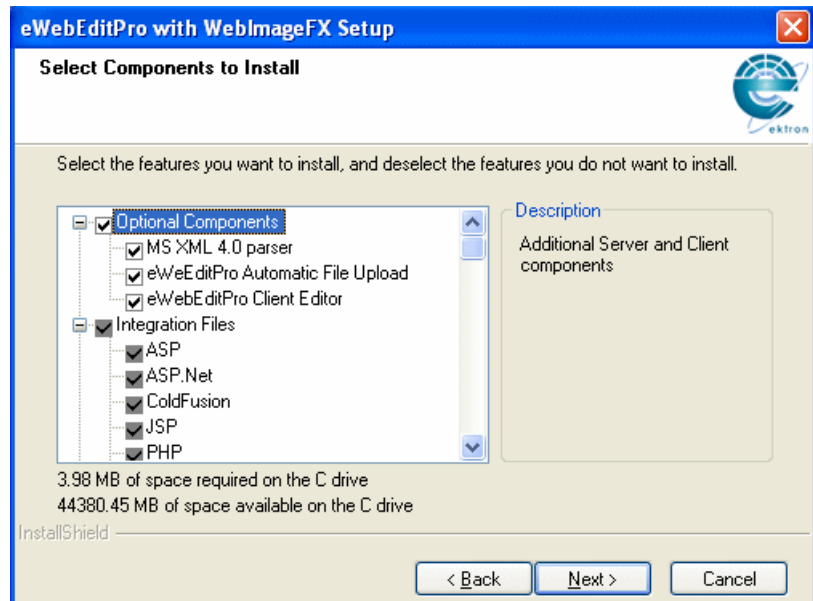 eWebEditPro with WebImageFX Setup
Select Components to Install
ektron
Select the features you want to install, and deselect the features you do not want to install.
Optional Components
MS XML 4.0 parser
eWeEditPro Automatic File Upload
eWebEditPro Client Editor
Integration Files
ASP
ASP.Net
ColdFusion
JSP
PHP
Description
Additional Server and Client
components
3.98 MB of space required on the C drive
44380.45 MB of space available on the C drive
InstallShield
< Back
Next >
Cancel